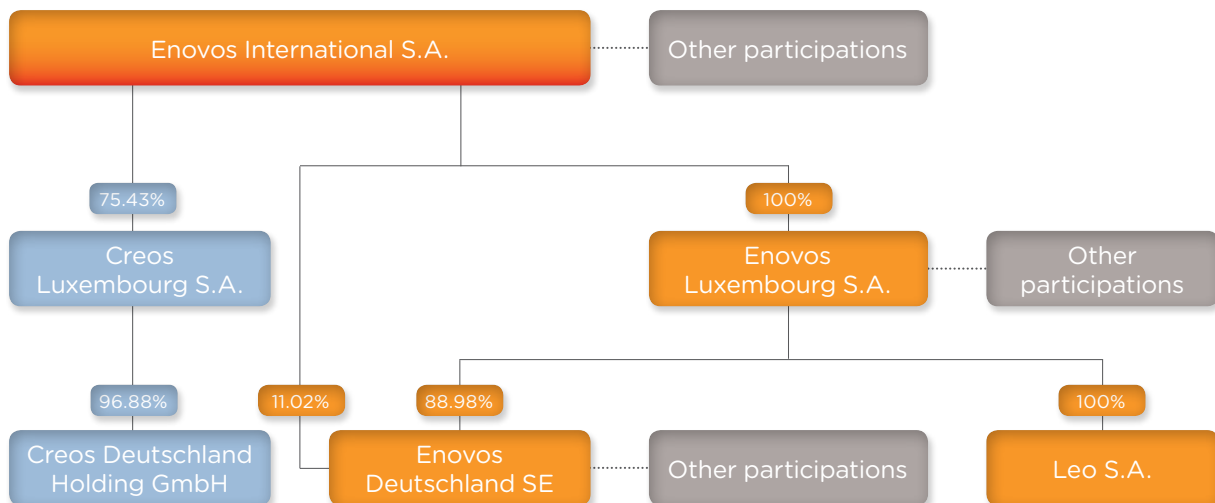 Enovos International S.A.
Other participations
75.43%
100%
Creos
Luxembourg S.A.
Enovos
Luxembourg S.A.
Other
participations
96.88%
11.02%
88.98%
100%
Creos Deutschland
Holding GmbH
Enovos
Deutschland SE
Other participations
Leo S.A.